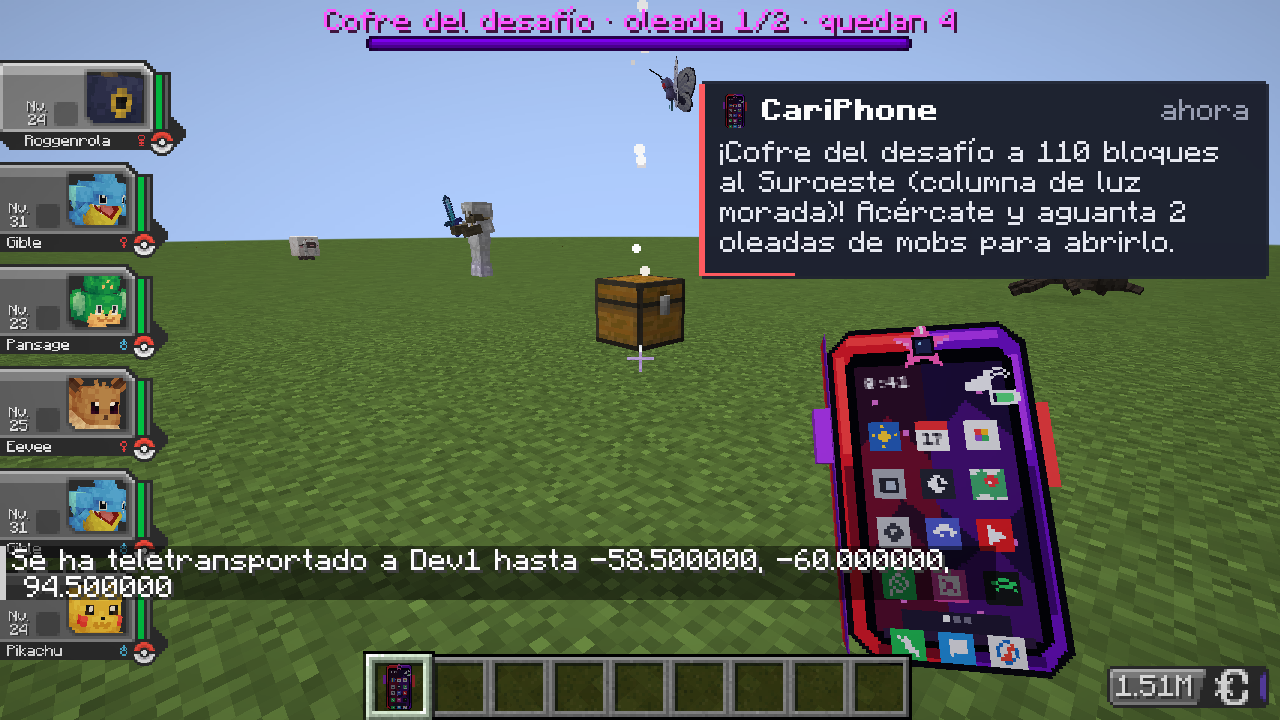 Cofre del desafío · oleada 1/2 · quedan 4
CariPhone
ahora
¡Cofre del desafío a 110 bloques
al Suroeste (columna de luz
morada)! Acércate y aguanta 2
oleadas de mobs para abrirlo.
Nv.
24
Roggenrola
Nv.
31
Gible
Nv.
23
Pansage
Nv.
25
Eevee
Nv.
31
Gible
Se ha teletransportado a Dev1 hasta -58.500000, -60.000000,
94.500000
Nv.
24
Pikachu
17
1.51M